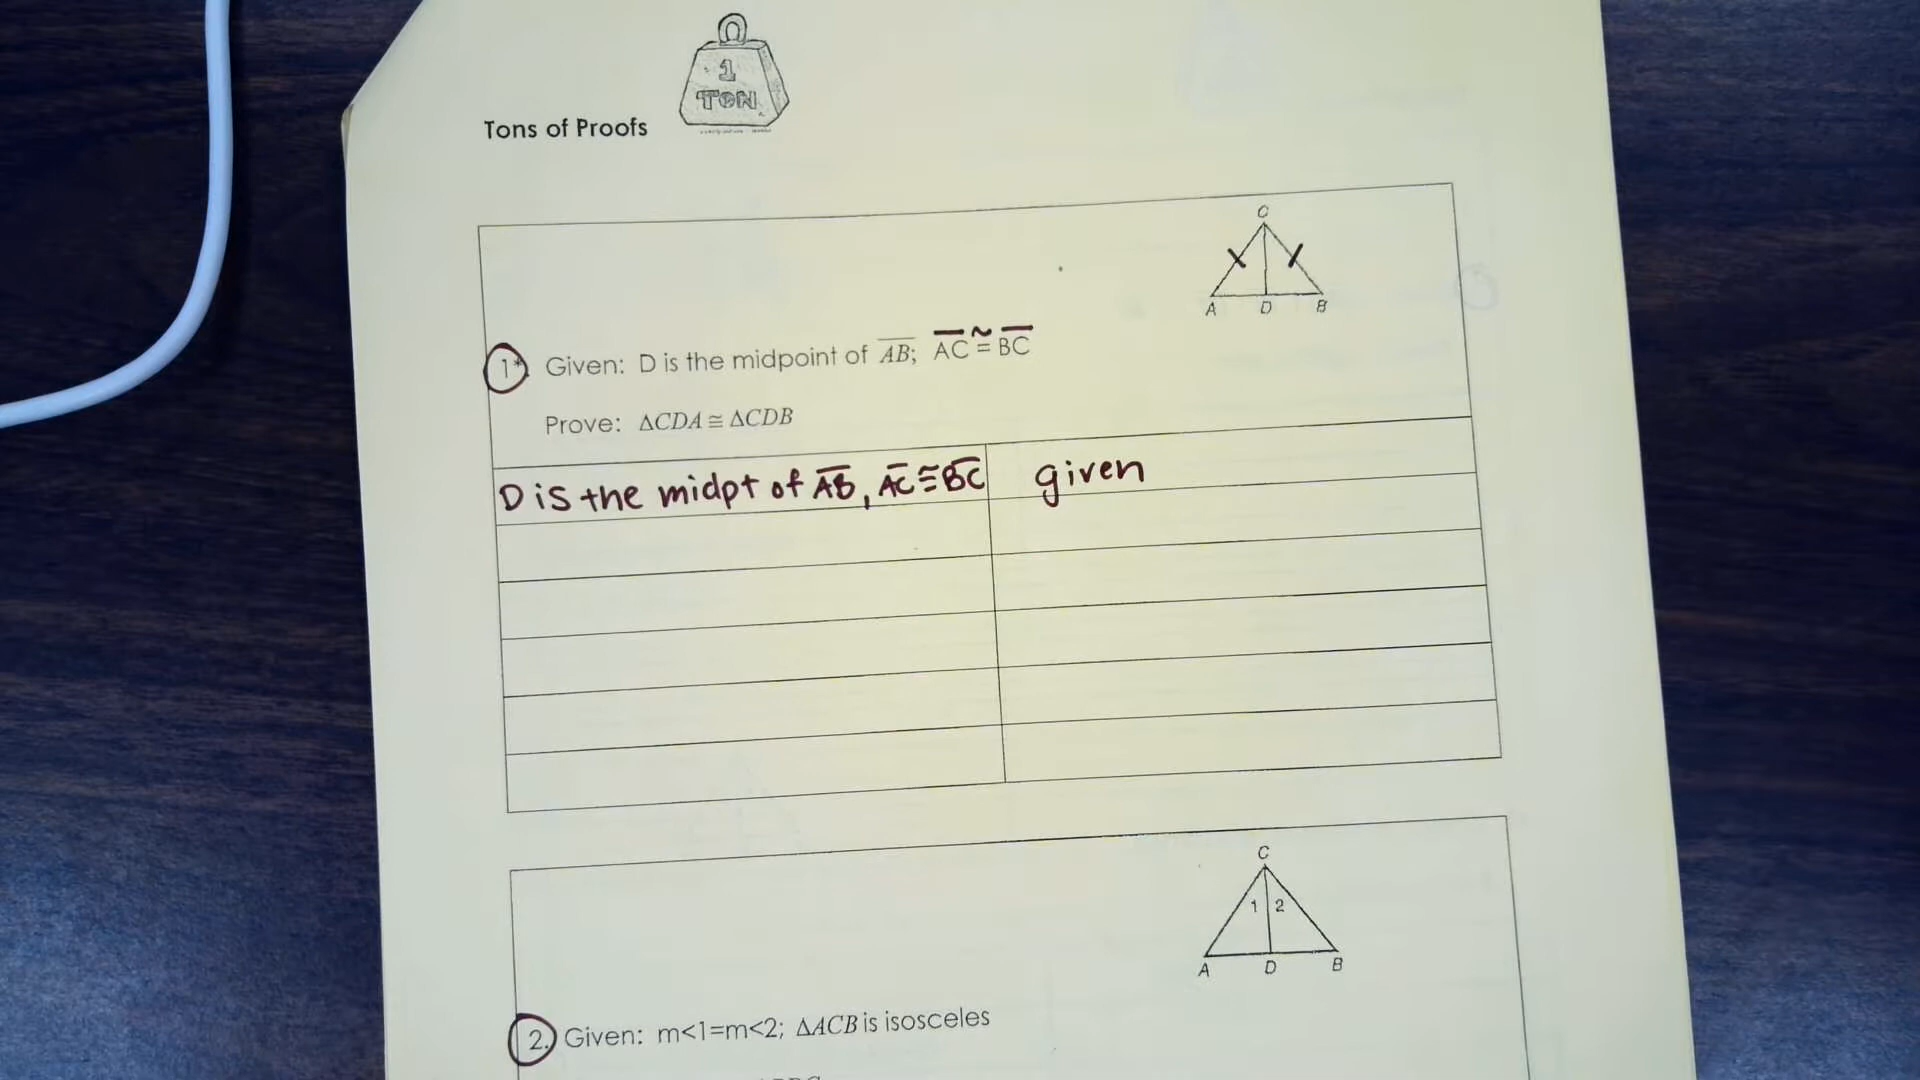 1
TON
Tons of Proofs
C
A D B
1* Given: D is the midpoint of AB; AC ≅ BC
Prove: ΔCDA ≅ ΔCDB
D is the midpt of AB, AC ≅ BC given
C
1 2
A D B
2. Given: m<1=m<2; ΔACB is isosceles